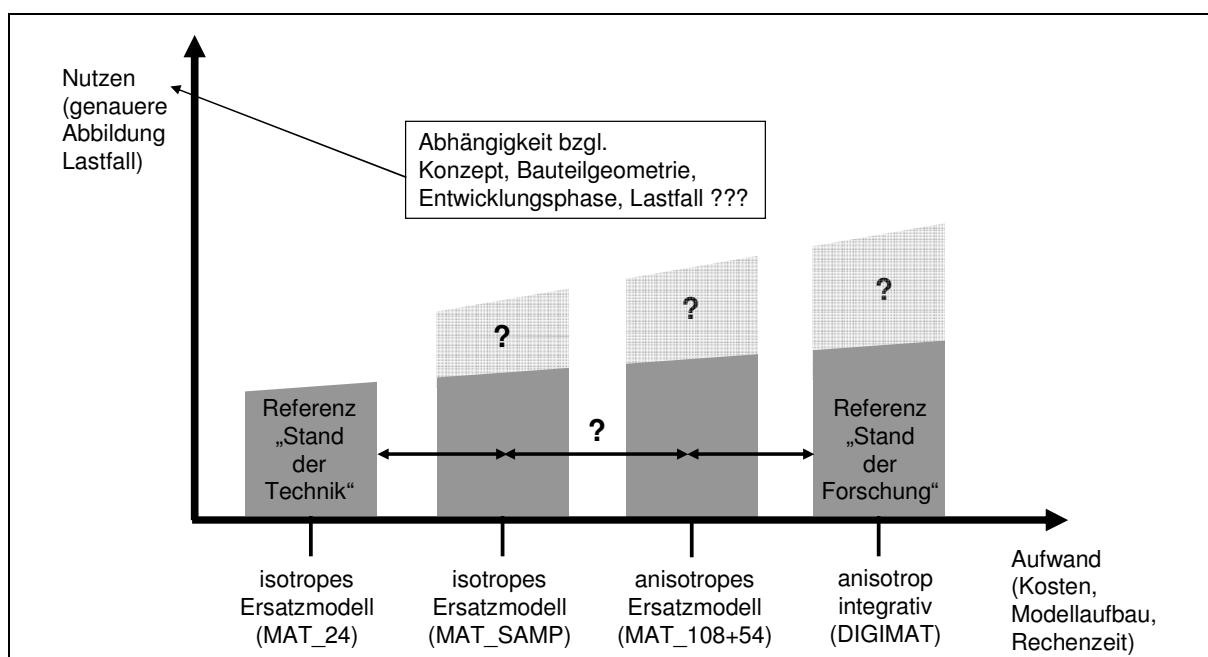 Nutzen
(genauere
Abbildung
Lastfall)
Abhängigkeit bzgl.
Konzept, Bauteilgeometrie,
Entwicklungsphase, Lastfall ???
?
?
?
?
Referenz
„Stand
der
Technik“
Referenz
„Stand
der
Forschung“
isotropes
Ersatzmodell
(MAT_24)
isotropes
Ersatzmodell
(MAT_SAMP)
anisotropes
Ersatzmodell
(MAT_108+54)
anisotrop
integrativ
(DIGIMAT)
Aufwand
(Kosten,
Modellaufbau,
Rechenzeit)